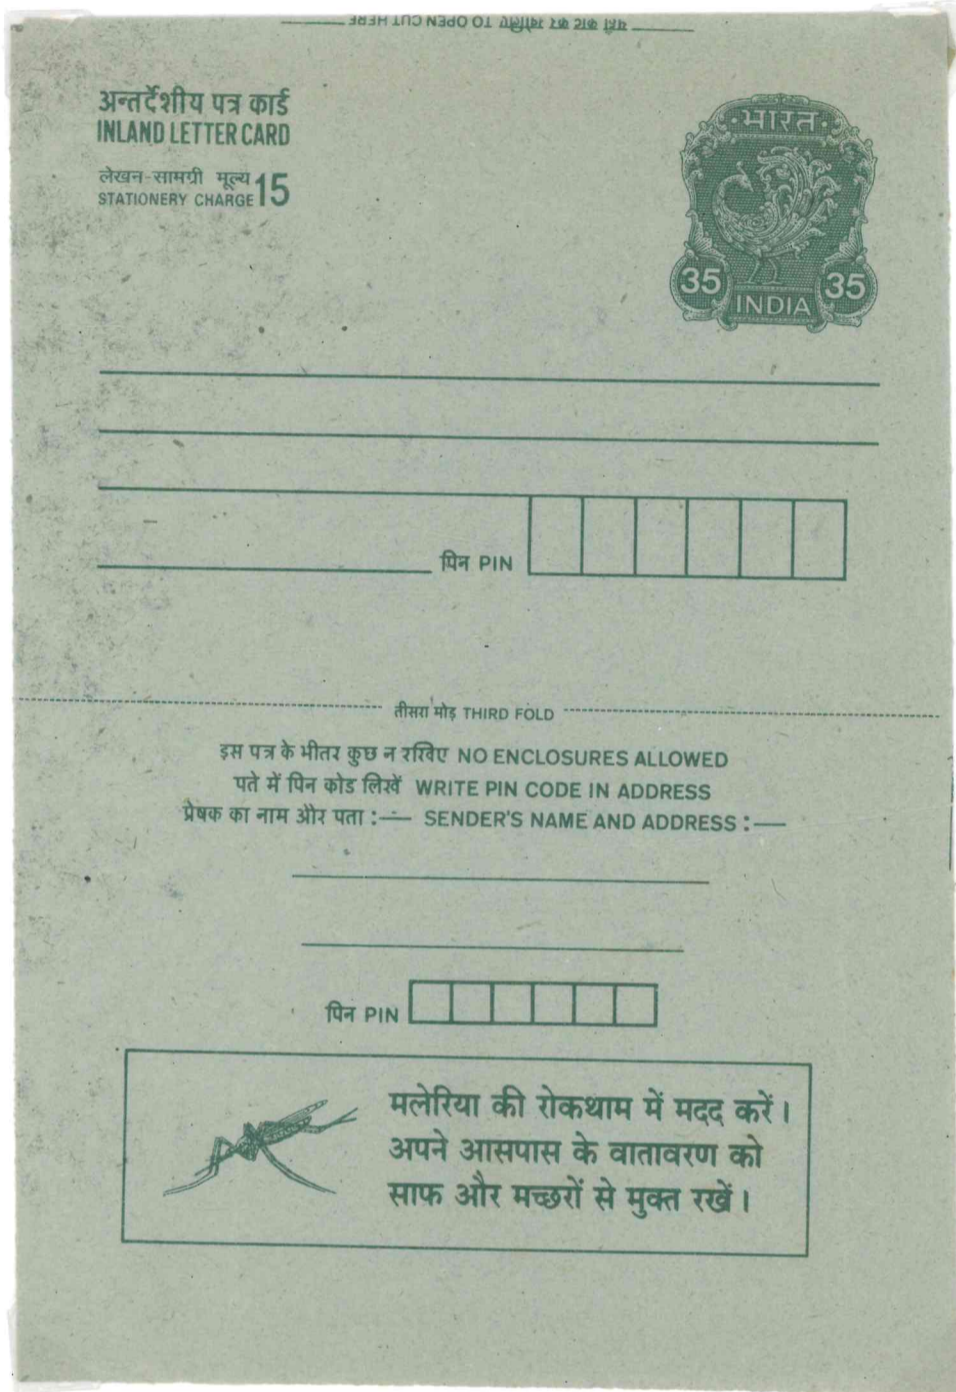 यहाँ काट कर खोलिए TO OPEN CUT HERE
अन्तर्देशीय पत्र कार्ड
INLAND LETTER CARD
लेखन-सामग्री मूल्य
STATIONERY CHARGE 15
भारत
35 35
INDIA
पिन PIN
तीसरा मोड़ THIRD FOLD
इस पत्र के भीतर कुछ न रखिए NO ENCLOSURES ALLOWED
पते में पिन कोड लिखें WRITE PIN CODE IN ADDRESS
प्रेषक का नाम और पता :— SENDER'S NAME AND ADDRESS :—
पिन PIN
मलेरिया की रोकथाम में मदद करें।
अपने आसपास के वातावरण को
साफ और मच्छरों से मुक्त रखें।